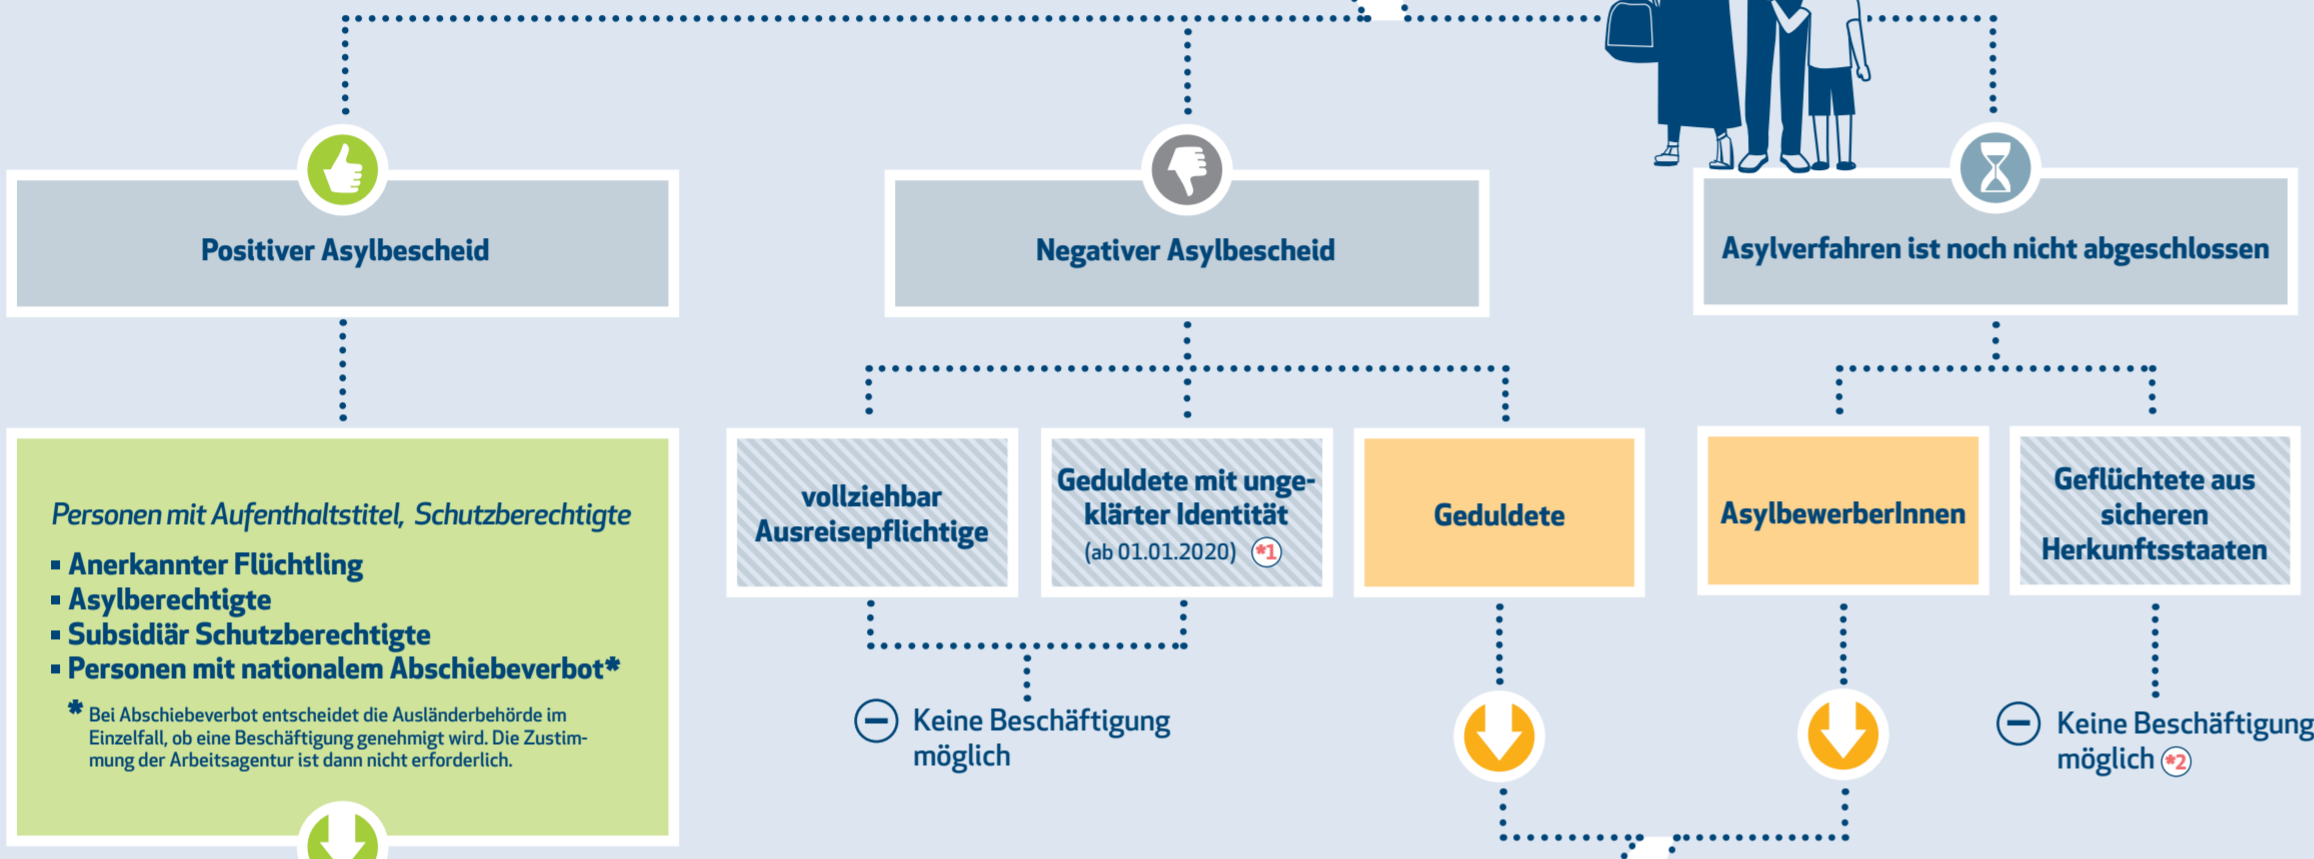 Positiver Asylbescheid
Negativer Asylbescheid
Asylverfahren ist noch nicht abgeschlossen
Personen mit Aufenthaltstitel, Schutzberechtigte
▪ Anerkannter Flüchtling
▪ Asylberechtigte
▪ Subsidiär Schutzberechtigte
▪ Personen mit nationalem Abschiebeverbot*
* Bei Abschiebeverbot entscheidet die Ausländerbehörde im
Einzelfall, ob eine Beschäftigung genehmigt wird. Die Zustim-
mung der Arbeitsagentur ist dann nicht erforderlich.
vollziehbar
Ausreisepflichtige
Geduldete mit unge-
klärter Identität
(ab 01.01.2020) *1
Keine Beschäftigung
möglich
Geduldete
AsylbewerberInnen
Geflüchtete aus
sicheren
Herkunftsstaaten
Keine Beschäftigung
möglich *2